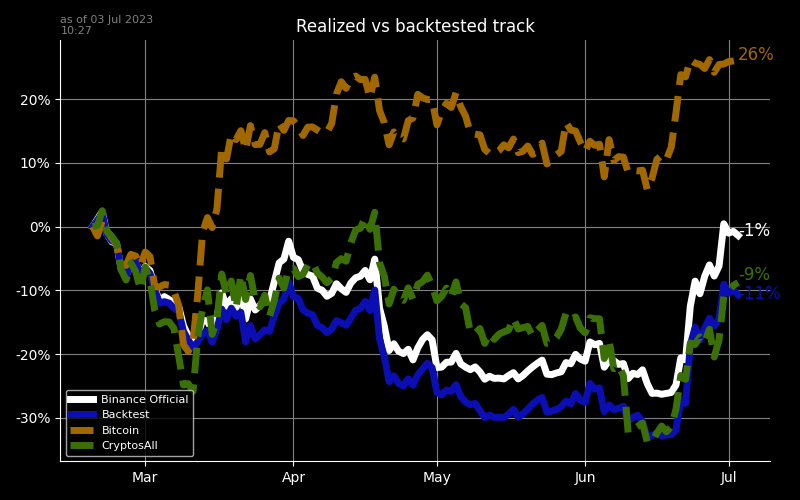 as of 03 Jul 2023
10:27
Realized vs backtested track
26%
20%
10%
0%
-1%
-9%
-10%
-11%
-20%
-30%
Binance Official
Backtest
Bitcoin
CryptosAll
Mar Apr May Jun Jul